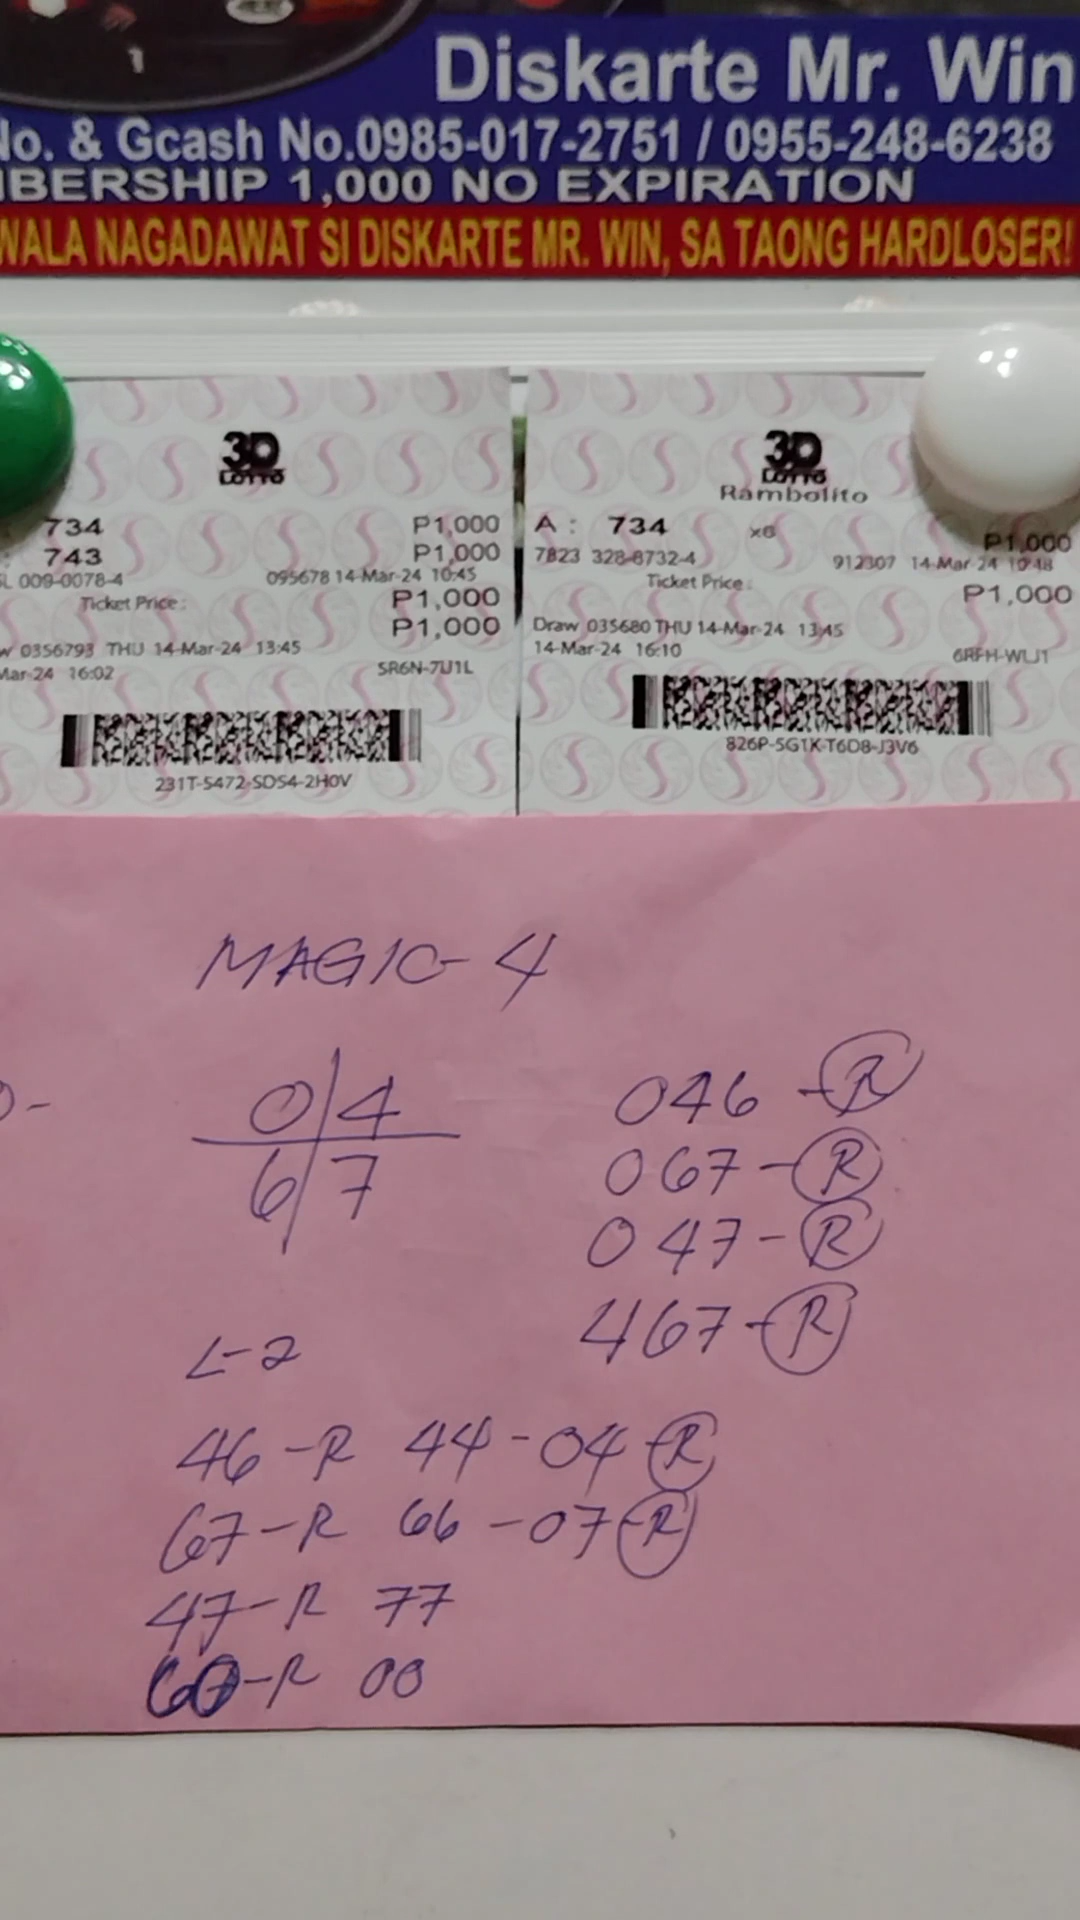 1
Diskarte Mr. Win
No. & Gcash No.0985-017-2751 / 0955-248-6238
MBERSHIP 1,000 NO EXPIRATION
WALA NAGADAWAT SI DISKARTE MR. WIN, SA TAONG HARDLOSER!
3D
LOTTO
734 P1,000
: 743 P1,000
SL 009-0078-4 095678 14-Mar-24 10:45
Ticket Price: P1,000
P1,000
w 0356793 THU 14-Mar-24 13:45
Mar-24 16:02 SR6N-7U1L
231T-5472-SD54-2H0V
3D
LOTTO
Rambolito
A : 734 x6 P1,000
7823 328-8732-4 912307 14-Mar-24 10:48
Ticket Price: P1,000
Draw 035680 THU 14-Mar-24 13:45
14-Mar-24 16:10 6RFH-WLJ1
826P-5G1K-T6D8-J3V6
MAGIC-4
0 4
6 7
046 - R
067 - R
047 - R
467 - R
L-2
46-R 44-04 R
67-R 66-07-R
47-R 77
60-R 00